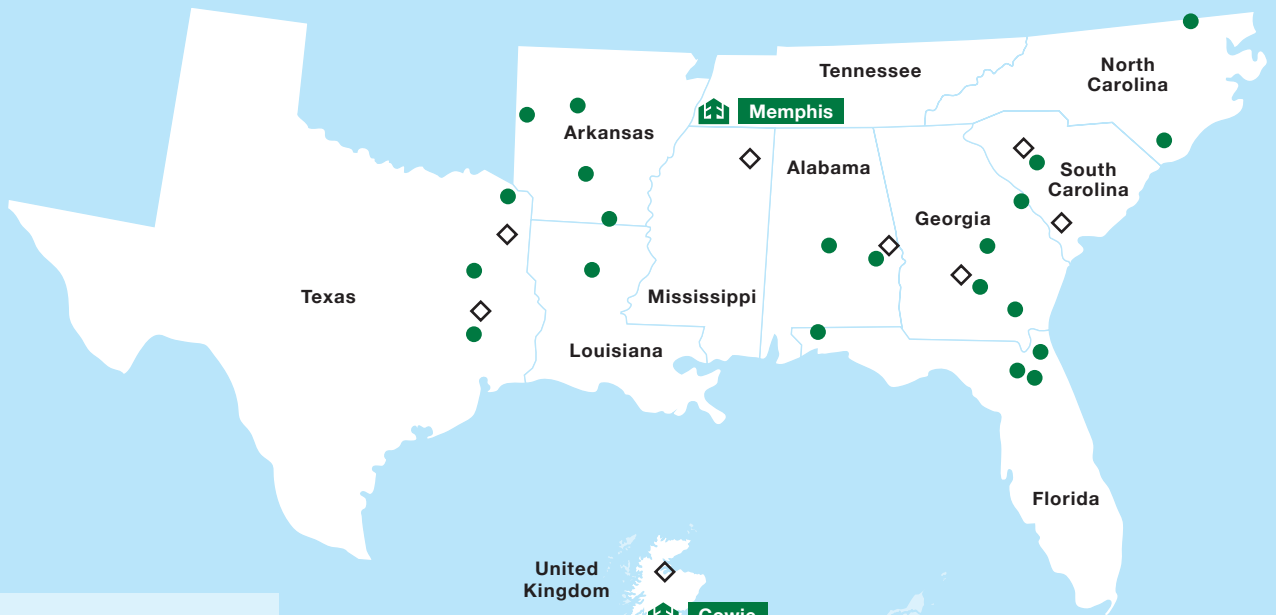 Tennessee
North
Carolina
Memphis
Arkansas
Alabama
South
Carolina
Georgia
Texas
Mississippi
Louisiana
Florida
United
Kingdom
Cowie